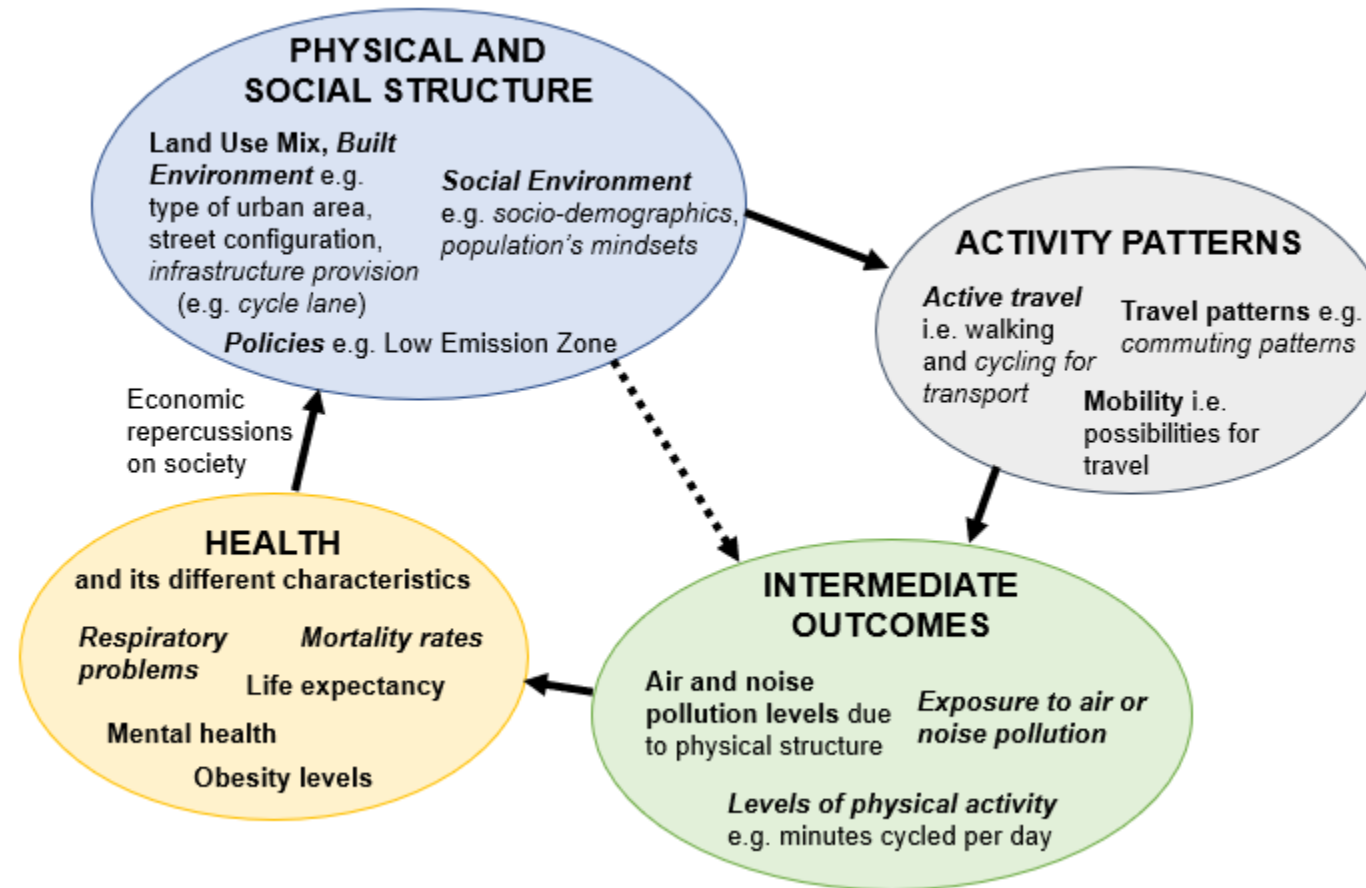 PHYSICAL AND
SOCIAL STRUCTURE
Land Use Mix, Built
Environment e.g.
type of urban area,
street configuration,
infrastructure provision
(e.g. cycle lane)
Social Environment
e.g. socio-demographics,
population's mindsets
Policies e.g. Low Emission Zone
ACTIVITY PATTERNS
Active travel
i.e. walking
and cycling for
transport
Travel patterns e.g.
commuting patterns
Mobility i.e.
possibilities for
travel
Economic
repercussions
on society
HEALTH
and its different characteristics
Respiratory
problems
Mortality rates
Life expectancy
Mental health
Obesity levels
INTERMEDIATE
OUTCOMES
Air and noise
pollution levels due
to physical structure
Exposure to air or
noise pollution
Levels of physical activity
e.g. minutes cycled per day